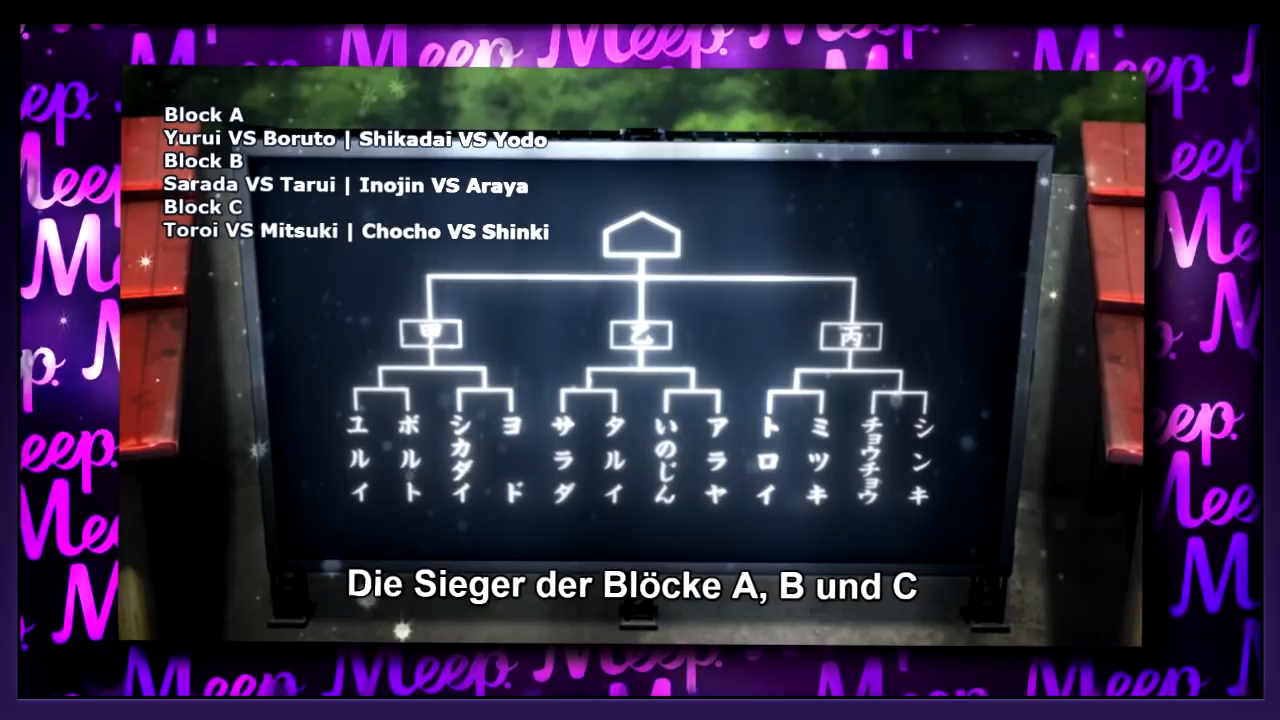 Meep.
Block A
Yurui VS Boruto | Shikadai VS Yodo
Block B
Sarada VS Tarui | Inojin VS Araya
Block C
Toroi VS Mitsuki | Chocho VS Shinki
甲 乙 丙
ユルイ
ボルト
シカダイ
ヨド
サラダ
タルイ
いのじん
アラヤ
トロイ
ミツキ
チョウチョウ
シンキ
Die Sieger der Blöcke A, B und C